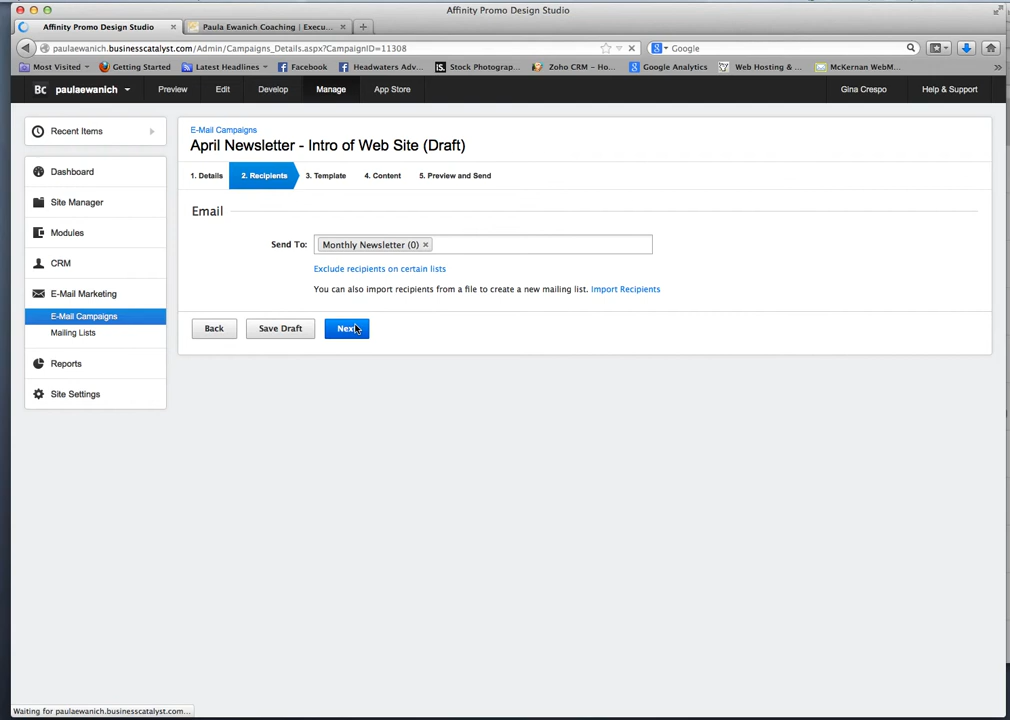 Affinity Promo Design Studio
Affinity Promo Design Studio × Paula Ewanich Coaching | Execu... × +
paulaewanich.businesscatalyst.com/Admin/Campaigns_Details.aspx?CampaignID=11308 Google
Most Visited Getting Started Latest Headlines Facebook Headwaters Adv... Stock Photograp... Zoho CRM - Ho... Google Analytics Web Hosting & ... McKernan WebM... »
Bc paulaewanich Preview Edit Develop Manage App Store Gina Crespo Help & Support
Recent Items
Dashboard
Site Manager
Modules
CRM
E-Mail Marketing
E-Mail Campaigns
Mailing Lists
Reports
Site Settings
E-Mail Campaigns
April Newsletter - Intro of Web Site (Draft)
1. Details 2. Recipients 3. Template 4. Content 5. Preview and Send
Email
Send To: Monthly Newsletter (0) ×
Exclude recipients on certain lists
You can also import recipients from a file to create a new mailing list. Import Recipients
Back Save Draft Next
Waiting for paulaewanich.businesscatalyst.com...